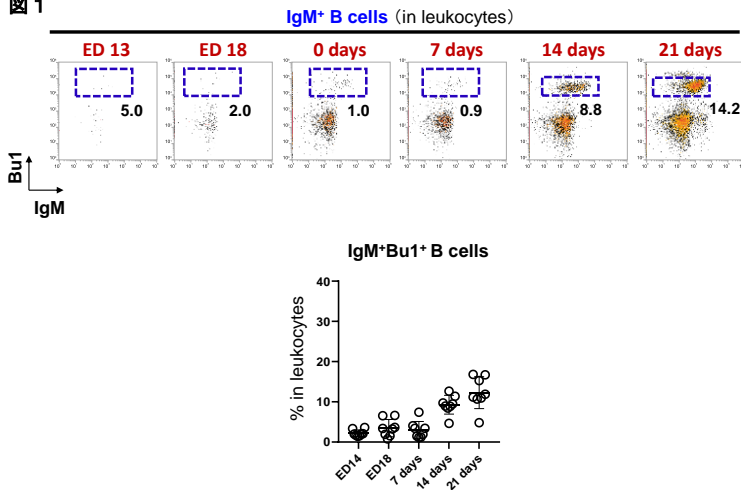 図1
IgM⁺ B cells（in leukocytes）
ED 13 ED 18 0 days 7 days 14 days 21 days
5.0 2.0 1.0 0.9 8.8 14.2
Bu1
IgM
IgM⁺Bu1⁺ B cells
% in leukocytes
40
30
20
10
0
ED14 ED18 7 days 14 days 21 days